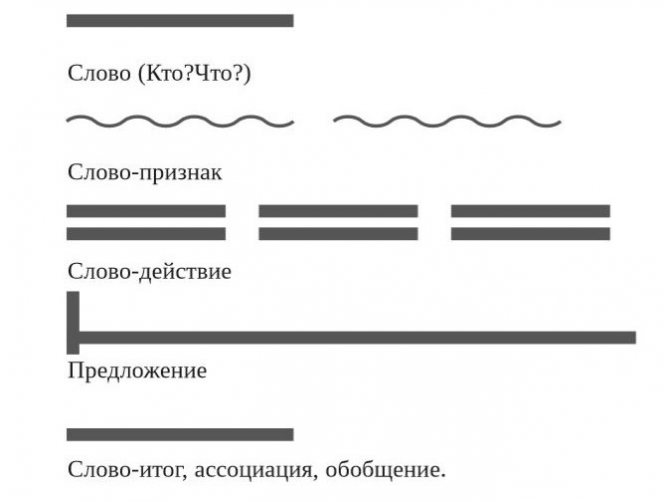 Слово (Кто?Что?)
Слово-признак
Слово-действие
Предложение
Слово-итог, ассоциация, обобщение.